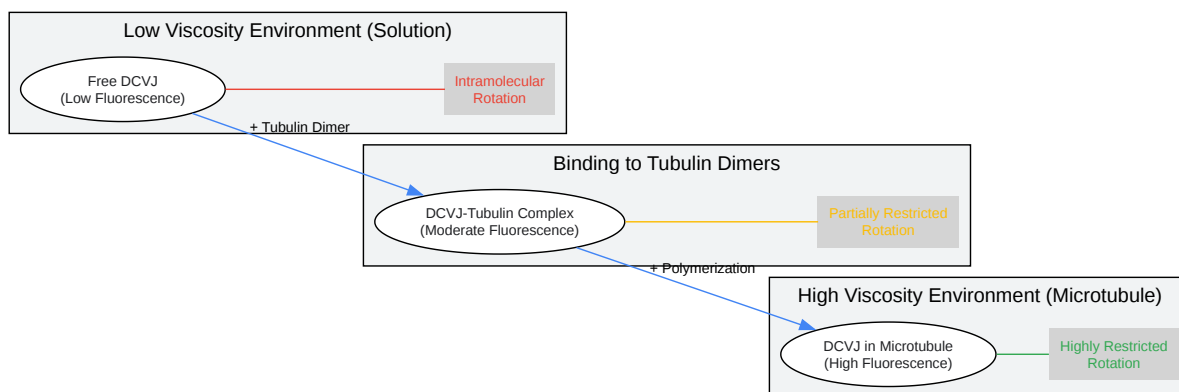 Low Viscosity Environment (Solution)
Free DCVJ
(Low Fluorescence)
Intramolecular
Rotation
+ Tubulin Dimer
Binding to Tubulin Dimers
DCVJ-Tubulin Complex
(Moderate Fluorescence)
Partially Restricted
Rotation
+ Polymerization
High Viscosity Environment (Microtubule)
DCVJ in Microtubule
(High Fluorescence)
Highly Restricted
Rotation